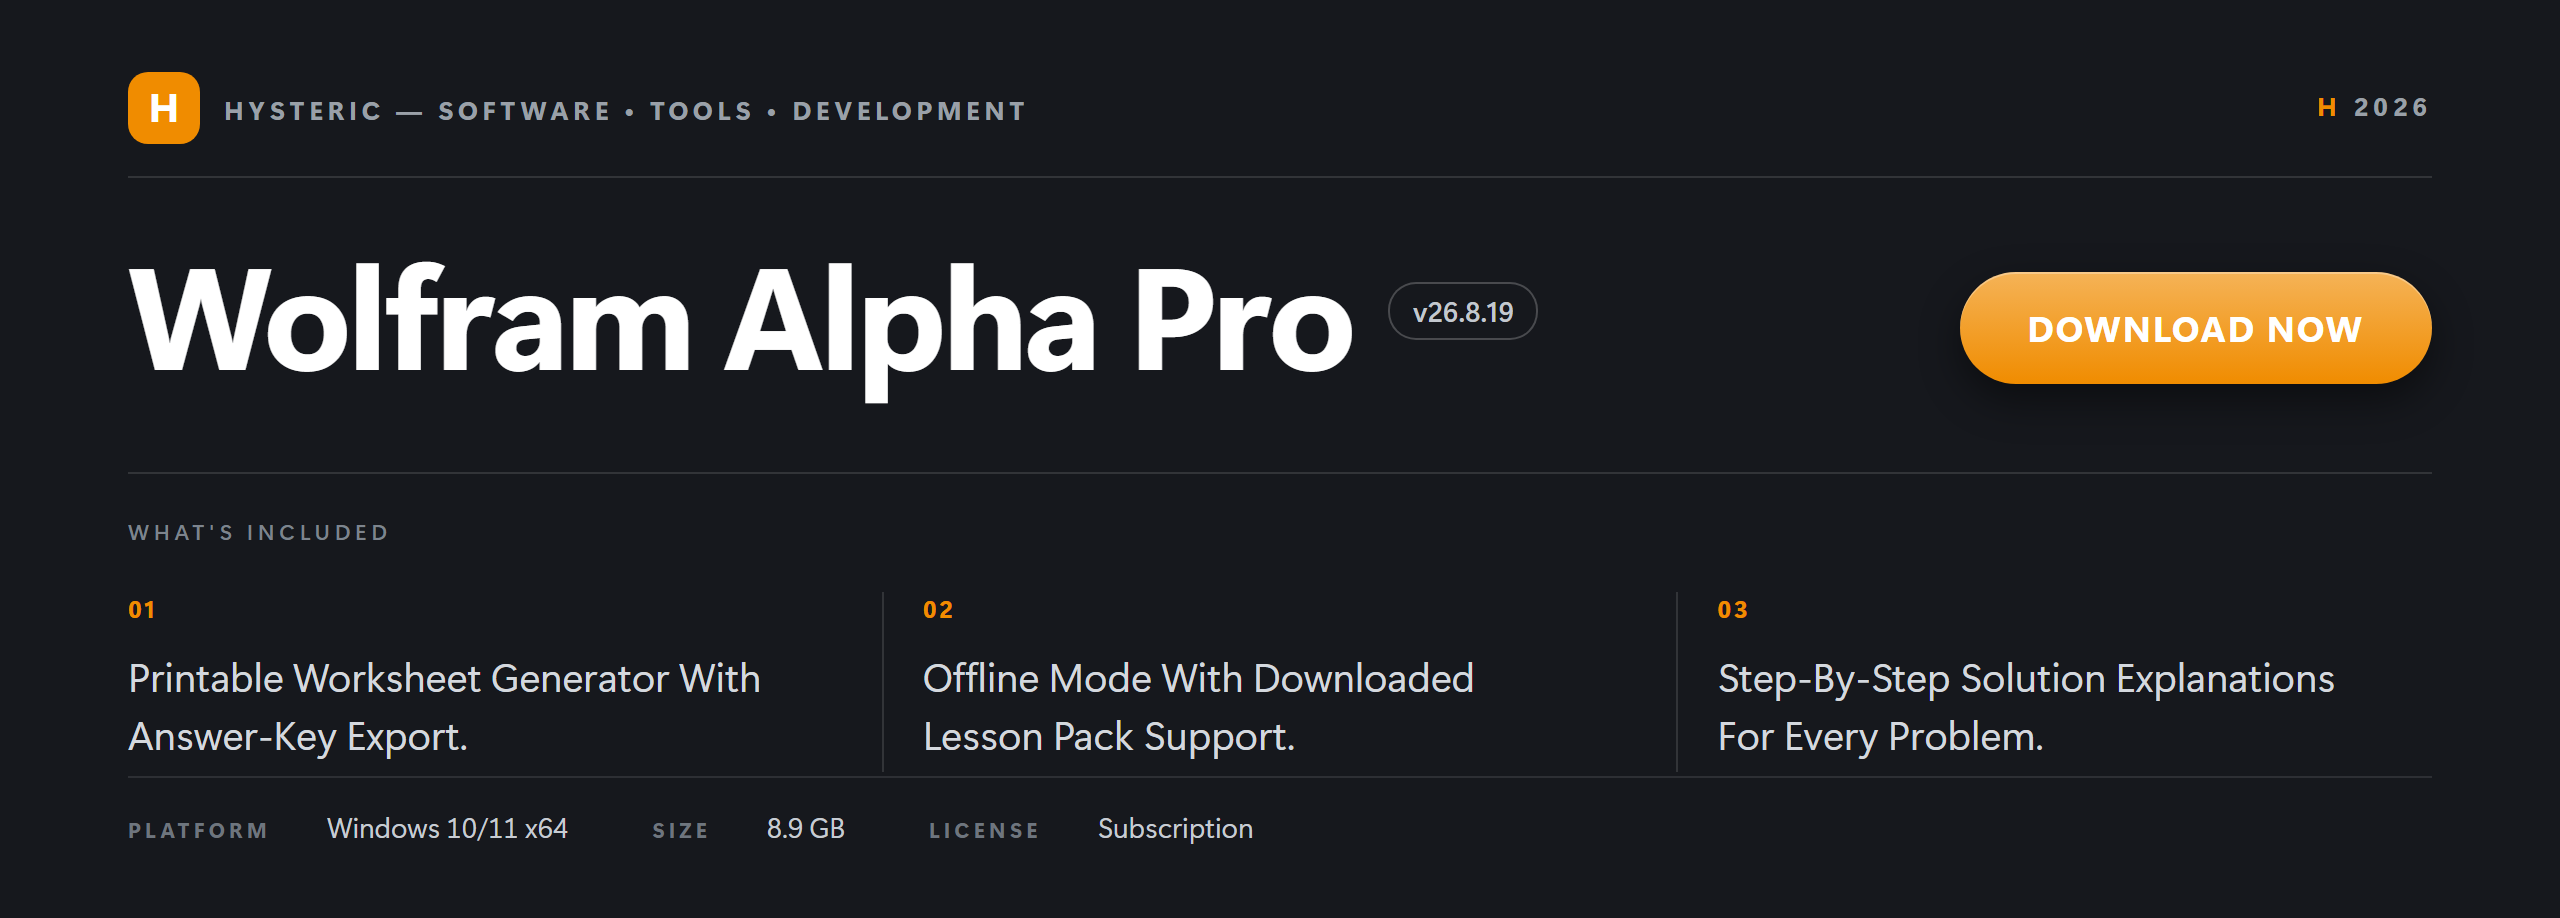 H HYSTERIC — SOFTWARE • TOOLS • DEVELOPMENT
H 2026
Wolfram Alpha Pro v26.8.19
DOWNLOAD NOW
WHAT'S INCLUDED
01
Printable Worksheet Generator With
Answer-Key Export.
02
Offline Mode With Downloaded
Lesson Pack Support.
03
Step-By-Step Solution Explanations
For Every Problem.
PLATFORM Windows 10/11 x64 SIZE 8.9 GB LICENSE Subscription